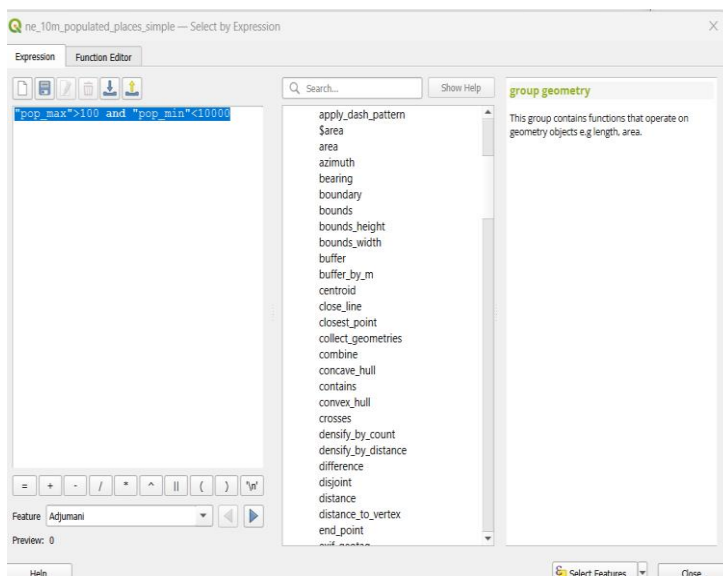 ne_10m_populated_places_simple — Select by Expression
Expression Function Editor
Search... Show Help
"pop_max">100 and "pop_min"<10000
apply_dash_pattern
$area
area
azimuth
bearing
boundary
bounds
bounds_height
bounds_width
buffer
buffer_by_m
centroid
close_line
closest_point
collect_geometries
combine
concave_hull
contains
convex_hull
crosses
densify_by_count
densify_by_distance
difference
disjoint
distance
distance_to_vertex
end_point
group geometry
This group contains functions that operate on
geometry objects e.g length, area.
= + - / * ^ || ( ) '\n'
Feature Adjumani
Preview: 0
Help Select Features Close